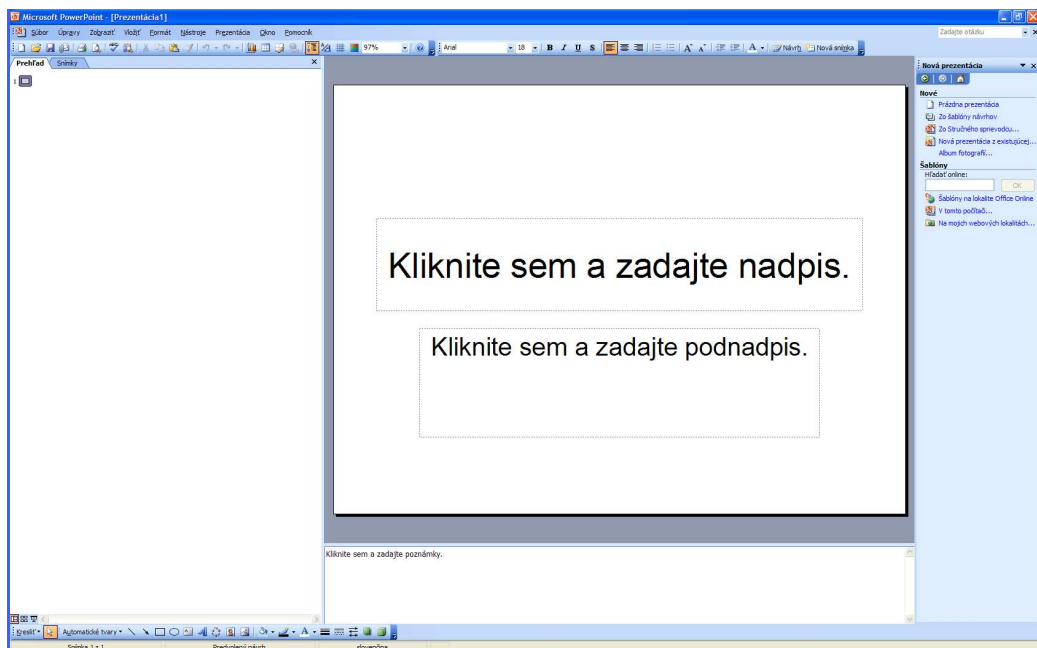 Microsoft PowerPoint - [Prezentácia1]
Súbor Úpravy Zobraziť Vložiť Formát Nástroje Prezentácia Okno Pomocník
Zadajte otázku
97%
Arial
18
B I U S
Návrh
Nová snímka
Prehľad
Snímky
1
Kliknite sem a zadajte nadpis.
Kliknite sem a zadajte podnadpis.
Kliknite sem a zadajte poznámky.
Nová prezentácia
Nové
Prázdna prezentácia
Zo šablóny návrhov
Zo Stručného sprievodcu...
Nová prezentácia z existujúcej...
Album fotografií...
Šablóny
Hľadať online:
OK
Šablóny na lokalite Office Online
V tomto počítači...
Na mojich webových lokalitách...
Kresliť
Automatické tvary
Snímka 1 z 1
Predvolený návrh
slovenčina